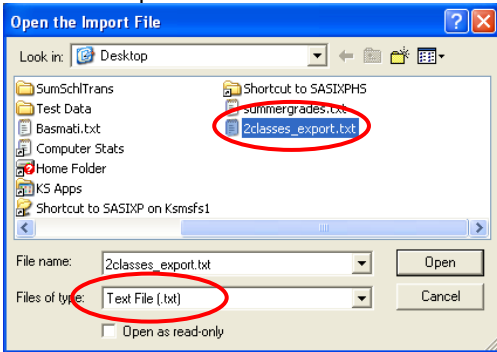 Open the Import File
Look in: Desktop
SumSchlTrans
Test Data
Basmati.txt
Computer Stats
Home Folder
KS Apps
Shortcut to SASIXP on Ksmsfs1
Shortcut to SASIXPHS
summergrades.txt
2classes_export.txt
File name: 2classes_export.txt Open
Files of type: Text File (.txt) Cancel
Open as read-only